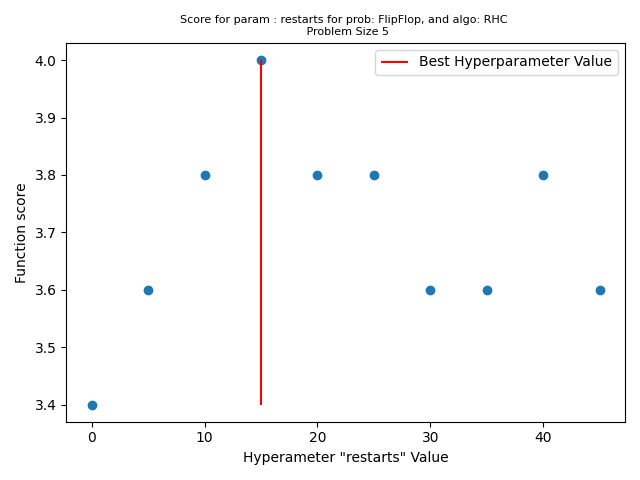 Score for param : restarts for prob: FlipFlop, and algo: RHC
Problem Size 5
Best Hyperparameter Value
4.0
3.9
3.8
3.7
3.6
3.5
3.4
Function score
0 10 20 30 40
Hyperameter "restarts" Value